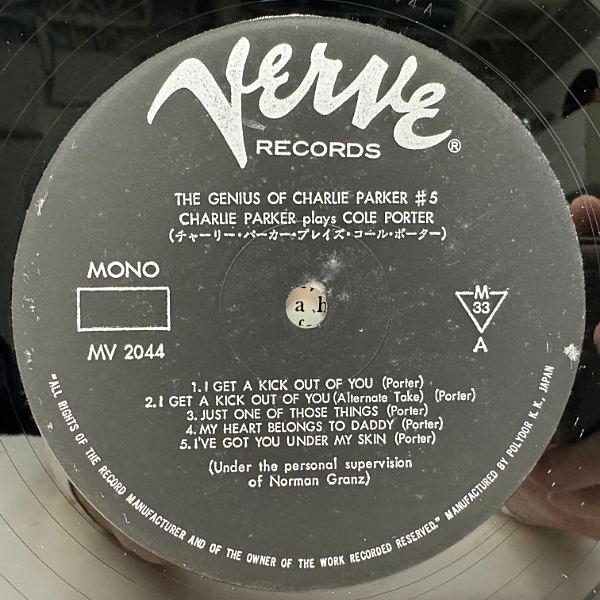 4A
Verve
RECORDS ®
THE GENIUS OF CHARLIE PARKER #5
CHARLIE PARKER plays COLE PORTER
(チャーリー・パーカー・プレイズ・コール・ポーター)
MONO
MV 2044
M
33
A
a h
1. I GET A KICK OUT OF YOU (Porter)
2. I GET A KICK OUT OF YOU (Alternate Take) (Porter)
3. JUST ONE OF THOSE THINGS (Porter)
4. MY HEART BELONGS TO DADDY (Porter)
5. I'VE GOT YOU UNDER MY SKIN (Porter)
(Under the personal supervision
of Norman Granz)
"ALL RIGHTS OF THE RECORD MANUFACTURER AND OF THE OWNER OF THE WORK RECORDED RESERVED." MANUFACTURED BY POLYDOR K. K., JAPAN